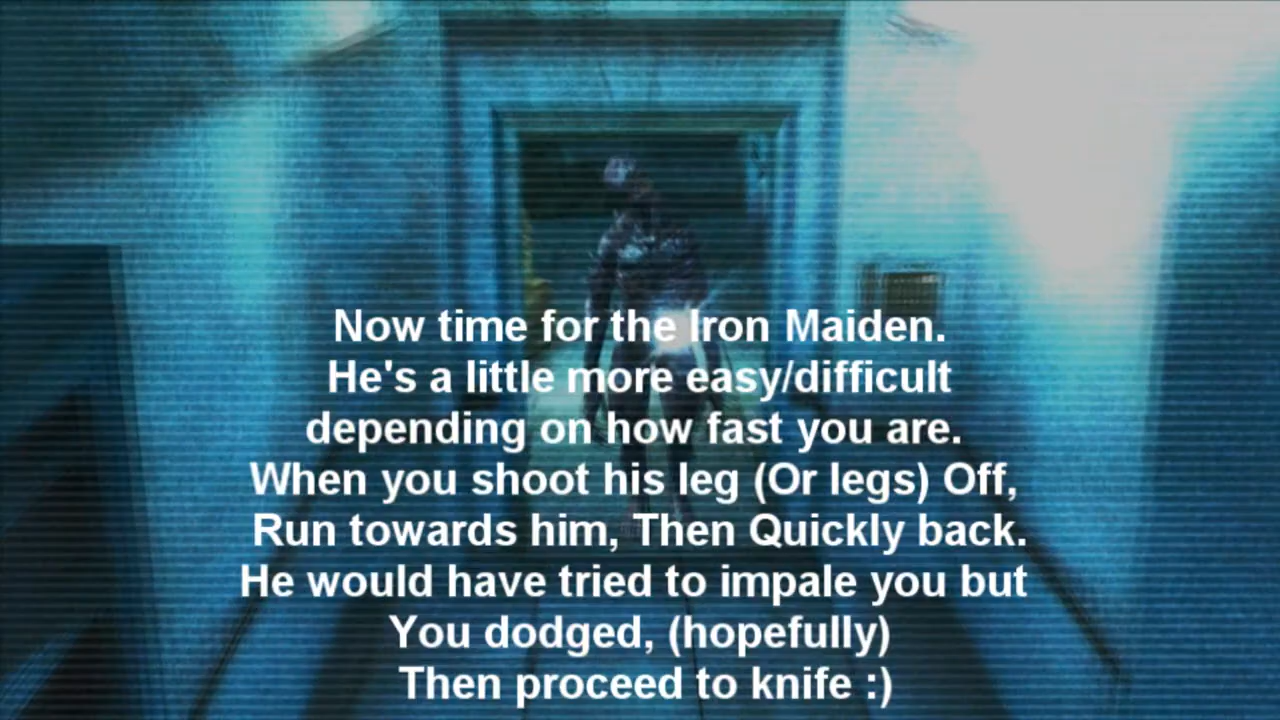 Now time for the Iron Maiden.
He's a little more easy/difficult
depending on how fast you are.
When you shoot his leg (Or legs) Off,
Run towards him, Then Quickly back.
He would have tried to impale you but
You dodged, (hopefully)
Then proceed to knife :)